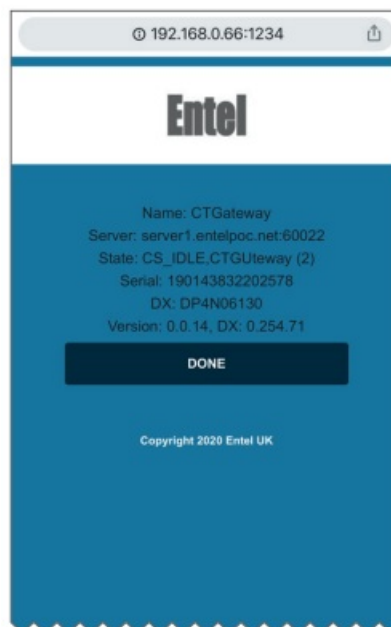 192.168.0.66:1234
Entel
Name: CTGateway
Server: server1.entelpoc.net:60022
State: CS_IDLE,CTGUteway (2)
Serial: 190143832202578
DX: DP4N06130
Version: 0.0.14, DX: 0.254.71
DONE
Copyright 2020 Entel UK